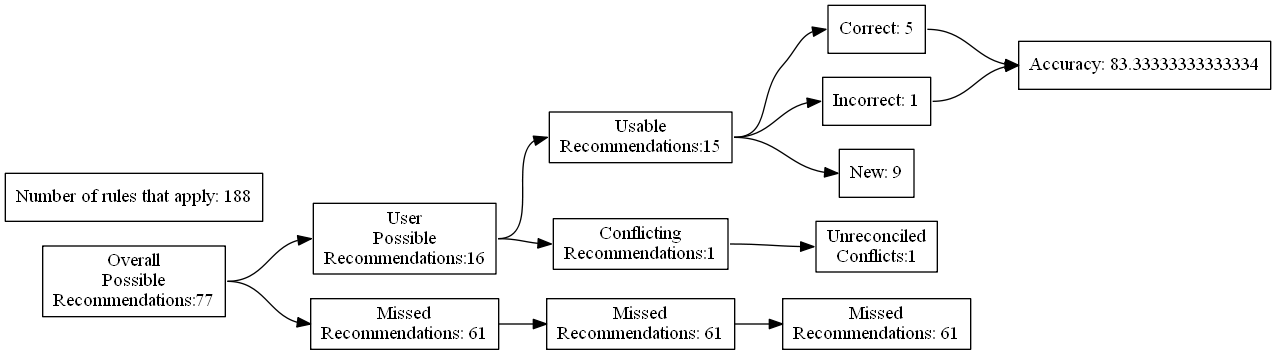 Number of rules that apply: 188
Overall
Possible
Recommendations:77
User
Possible
Recommendations:16
Missed
Recommendations: 61
Usable
Recommendations:15
Conflicting
Recommendations:1
Missed
Recommendations: 61
Correct: 5
Incorrect: 1
New: 9
Unreconciled
Conflicts:1
Missed
Recommendations: 61
Accuracy: 83.33333333333334